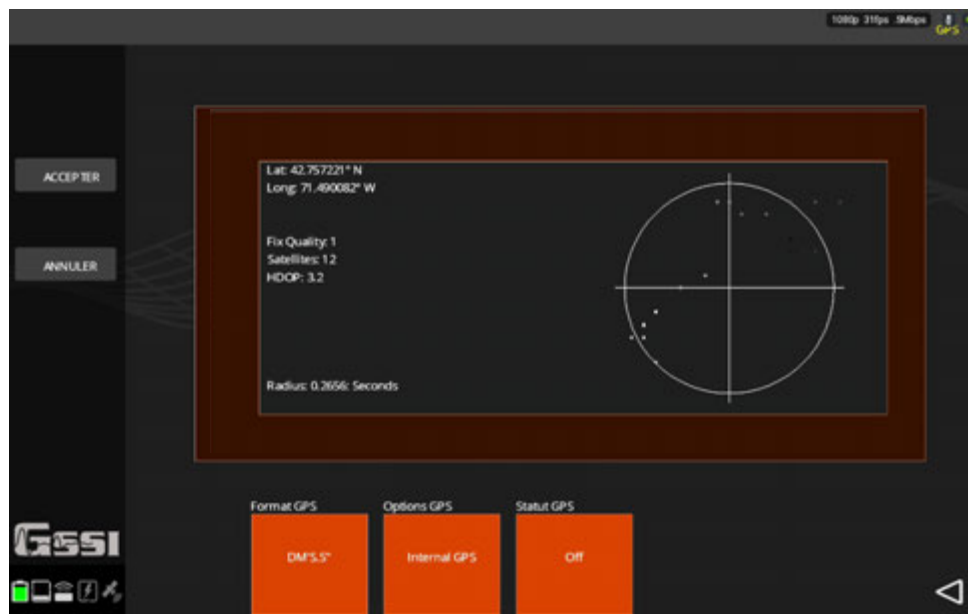 1080p 31fps .9Mbps
GPS
ACCEPTER
ANNULER
Lat: 42.757221° N
Long: 71.490082° W
Fix Quality: 1
Satellites: 12
HDOP: 3.2
Radius: 0.2656: Seconds
Format GPS
Options GPS
Statut GPS
DM'S.S"
Internal GPS
Off
GSSI